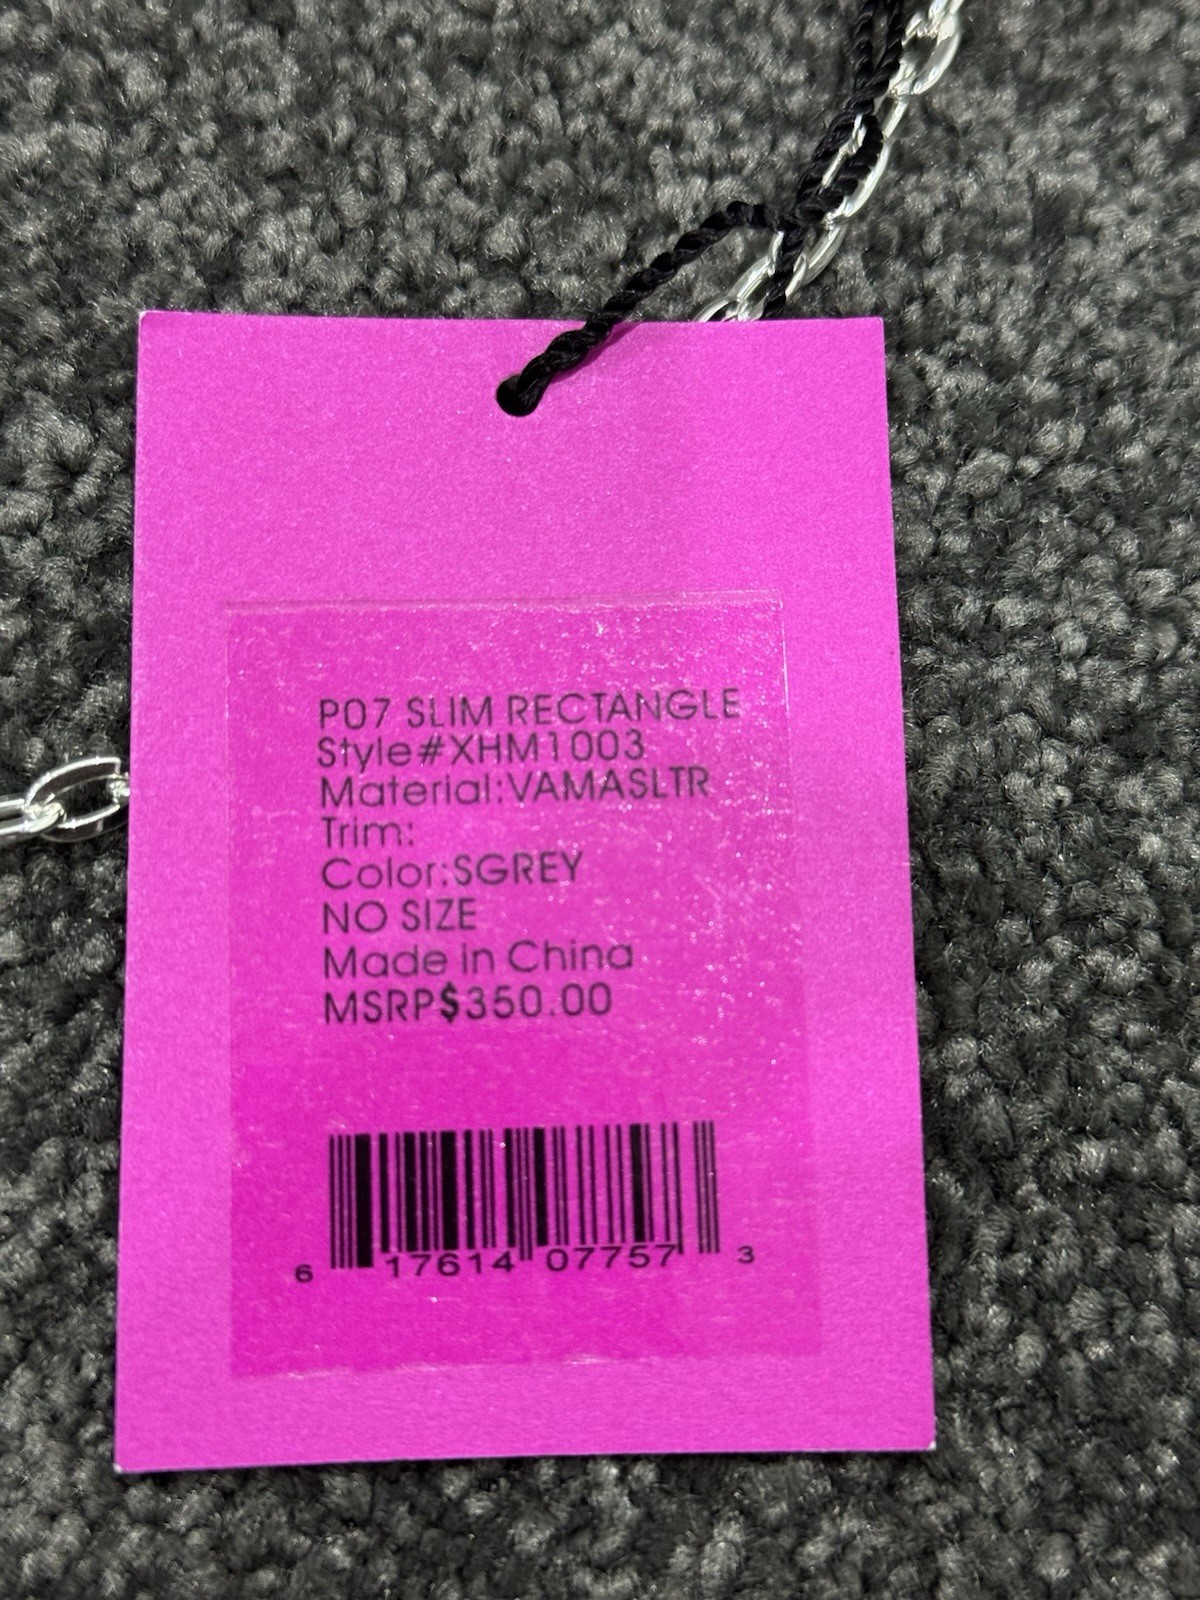 P07 SLIM RECTANGLE
Style#XHM1003
Material:VAMASLTR
Trim:
Color:SGREY
NO SIZE
Made in China
MSRP$350.00
6 17614 07757 3